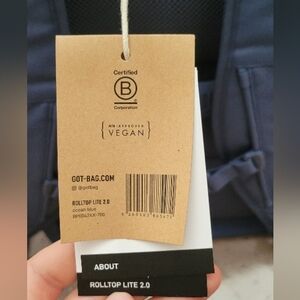 Certified
B
Corporation
VEGAN
GOT-BAG.COM
@gotbag
ROLLTOP LITE 2.0
ocean blue
ABOUT
ROLLTOP LITE 2.0